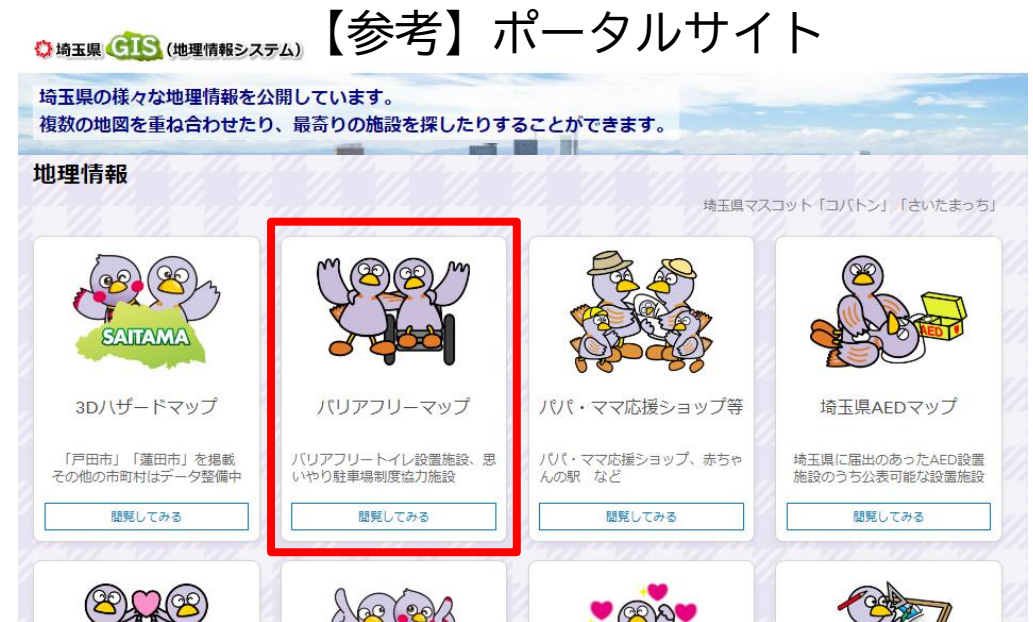 【参考】ポータルサイト
埼玉県 GIS (地理情報システム)
埼玉県の様々な地理情報を公開しています。
複数の地図を重ね合わせたり、最寄りの施設を探したりすることができます。
地理情報
埼玉県マスコット「コバトン」「さいたまっち」
SAITAMA
3Dハザードマップ
「戸田市」「蓮田市」を掲載
その他の市町村はデータ整備中
閲覧してみる
バリアフリーマップ
バリアフリートイレ設置施設、思
いやり駐車場制度協力施設
閲覧してみる
パパ・ママ応援ショップ等
パパ・ママ応援ショップ、赤ちゃ
んの駅 など
閲覧してみる
AED
埼玉県AEDマップ
埼玉県に届出のあったAED設置
施設のうち公表可能な設置施設
閲覧してみる